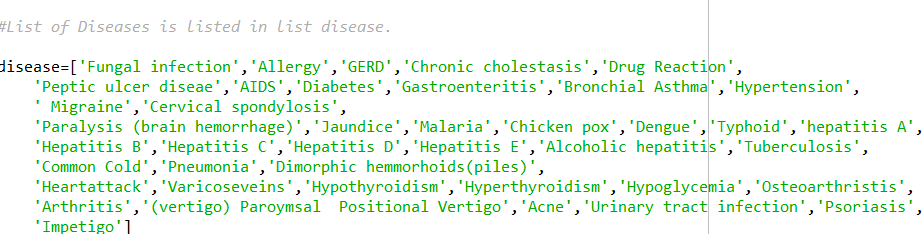 #List of Diseases is listed in list disease.
disease=['Fungal infection','Allergy','GERD','Chronic cholestasis','Drug Reaction',
'Peptic ulcer diseae','AIDS','Diabetes','Gastroenteritis','Bronchial Asthma','Hypertension',
' Migraine','Cervical spondylosis',
'Paralysis (brain hemorrhage)','Jaundice','Malaria','Chicken pox','Dengue','Typhoid','hepatitis A',
'Hepatitis B','Hepatitis C','Hepatitis D','Hepatitis E','Alcoholic hepatitis','Tuberculosis',
'Common Cold','Pneumonia','Dimorphic hemmorhoids(piles)',
'Heartattack','Varicoseveins','Hypothyroidism','Hyperthyroidism','Hypoglycemia','Osteoarthristis',
'Arthritis','(vertigo) Paroymsal  Positional Vertigo','Acne','Urinary tract infection','Psoriasis',
'Impetigo']